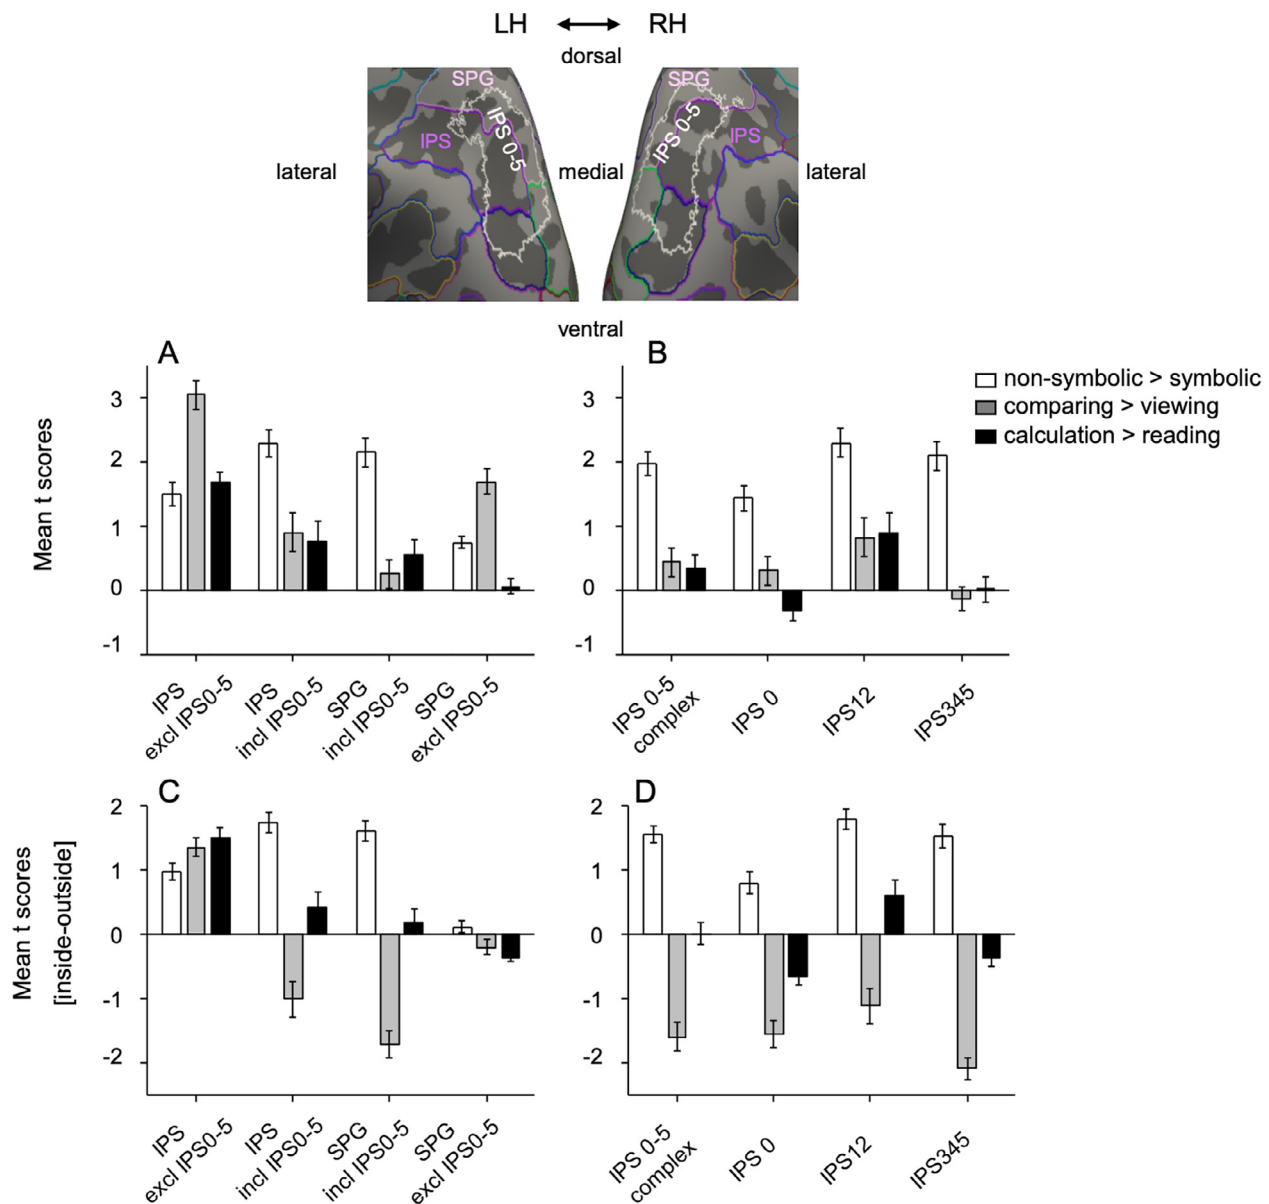 LH RH
dorsal
SPG SPG
IPS 0-5 IPS 0-5
IPS IPS
lateral medial lateral
ventral
A B
non-symbolic > symbolic
comparing > viewing
calculation > reading
Mean t scores
3
2
1
0
-1
3
2
1
0
-1
IPS
excl IPS0-5
IPS
incl IPS0-5
SPG
incl IPS0-5
SPG
excl IPS0-5
IPS 0-5
complex
IPS 0
IPS12
IPS345
C D
Mean t scores
[inside-outside]
2
1
0
-1
-2
2
1
0
-1
-2
IPS
excl IPS0-5
IPS
incl IPS0-5
SPG
incl IPS0-5
SPG
excl IPS0-5
IPS 0-5
complex
IPS 0
IPS12
IPS345